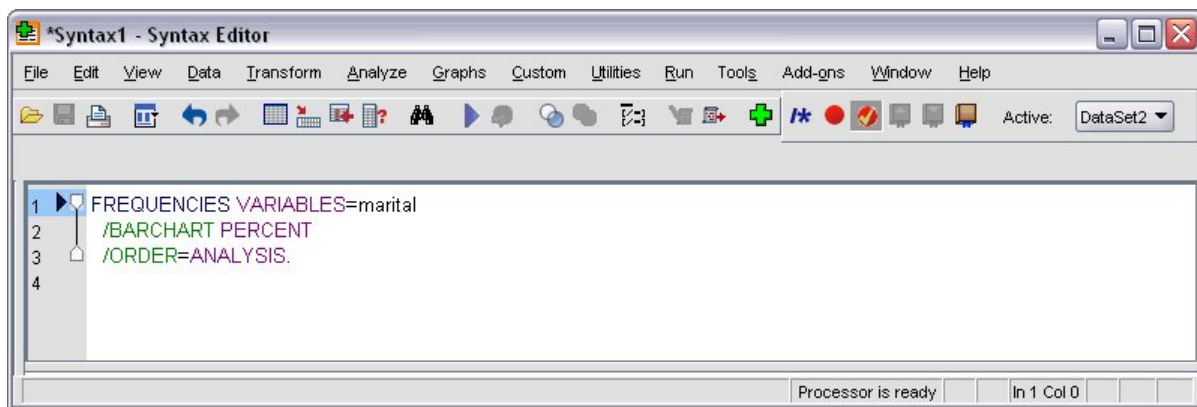 *Syntax1 - Syntax Editor
File Edit View Data Transform Analyze Graphs Custom Utilities Run Tools Add-ons Window Help
Active: DataSet2
1 FREQUENCIES VARIABLES=marital
2 /BARCHART PERCENT
3 /ORDER=ANALYSIS.
4
Processor is ready In 1 Col 0